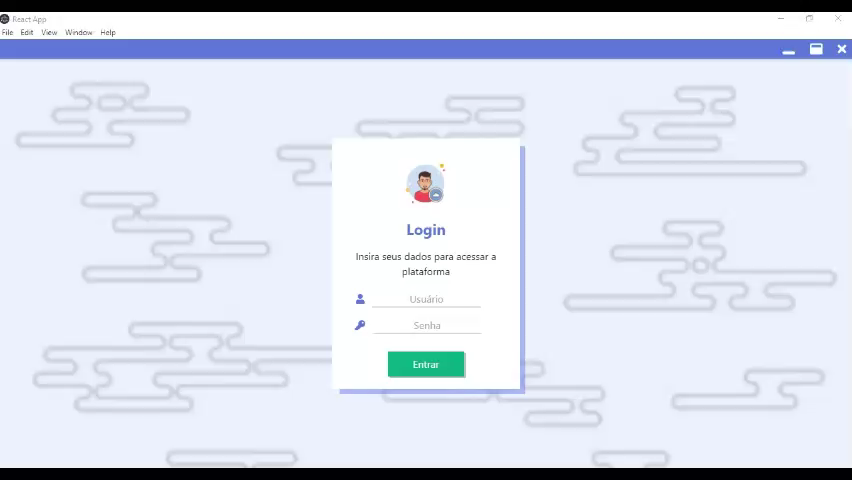 React App
File Edit View Window Help
Login
Insira seus dados para acessar a
plataforma
Usuário
Senha
Entrar